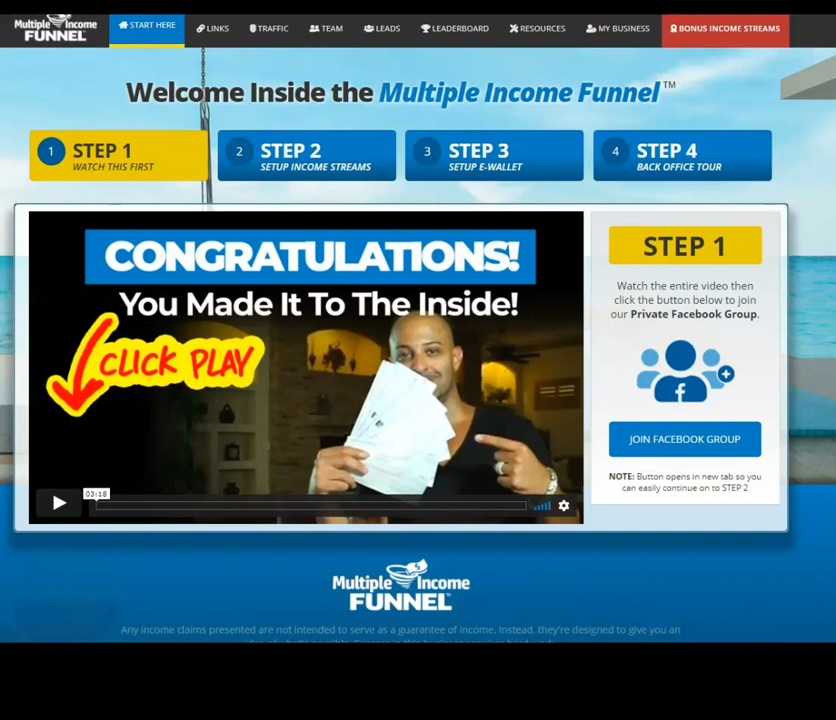 Multiple Income
FUNNEL
START HERE
LINKS
TRAFFIC
TEAM
LEADS
LEADERBOARD
RESOURCES
MY BUSINESS
BONUS INCOME STREAMS
Welcome Inside the Multiple Income Funnel™
1
STEP 1
WATCH THIS FIRST
2
STEP 2
SETUP INCOME STREAMS
3
STEP 3
SETUP E-WALLET
4
STEP 4
BACK OFFICE TOUR
CONGRATULATIONS!
You Made It To The Inside!
CLICK PLAY
03:18
STEP 1
Watch the entire video then
click the button below to join
our Private Facebook Group.
f
JOIN FACEBOOK GROUP
NOTE: Button opens in new tab so you
can easily continue on to STEP 2
$
Multiple Income
FUNNEL
Any income claims presented are not intended to serve as a guarantee of income. Instead, they're designed to give you an